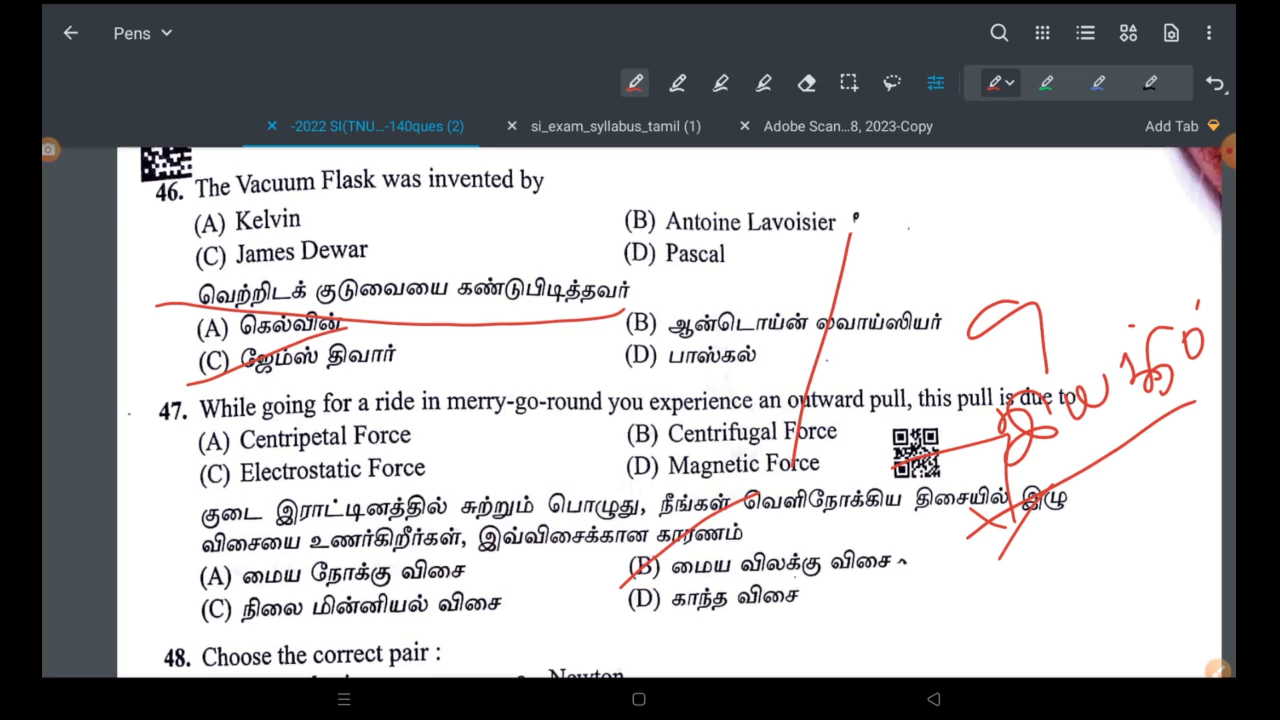 Pens
-2022 SI(TNU...-140ques (2)
si_exam_syllabus_tamil (1)
Adobe Scan...8, 2023-Copy
Add Tab
46. The Vacuum Flask was invented by
(A) Kelvin
(B) Antoine Lavoisier
(C) James Dewar
(D) Pascal
வெற்றிடக் குடுவையை கண்டுபிடித்தவர்
(A) கெல்வின்
(B) ஆன்டொய்ன் லவாய்ஸியர்
(C) ஜேம்ஸ் திவார்
(D) பாஸ்கல்
47. While going for a ride in merry-go-round you experience an outward pull, this pull is due to
(A) Centripetal Force
(B) Centrifugal Force
(C) Electrostatic Force
(D) Magnetic Force
குடை இராட்டினத்தில் சுற்றும் பொழுது, நீங்கள் வெளிநோக்கிய திசையில் இழு
விசையை உணர்கிறீர்கள், இவ்விசைக்கான காரணம்
(A) மைய நோக்கு விசை
(B) மைய விலக்கு விசை
(C) நிலை மின்னியல் விசை
(D) காந்த விசை
48. Choose the correct pair :
Newton